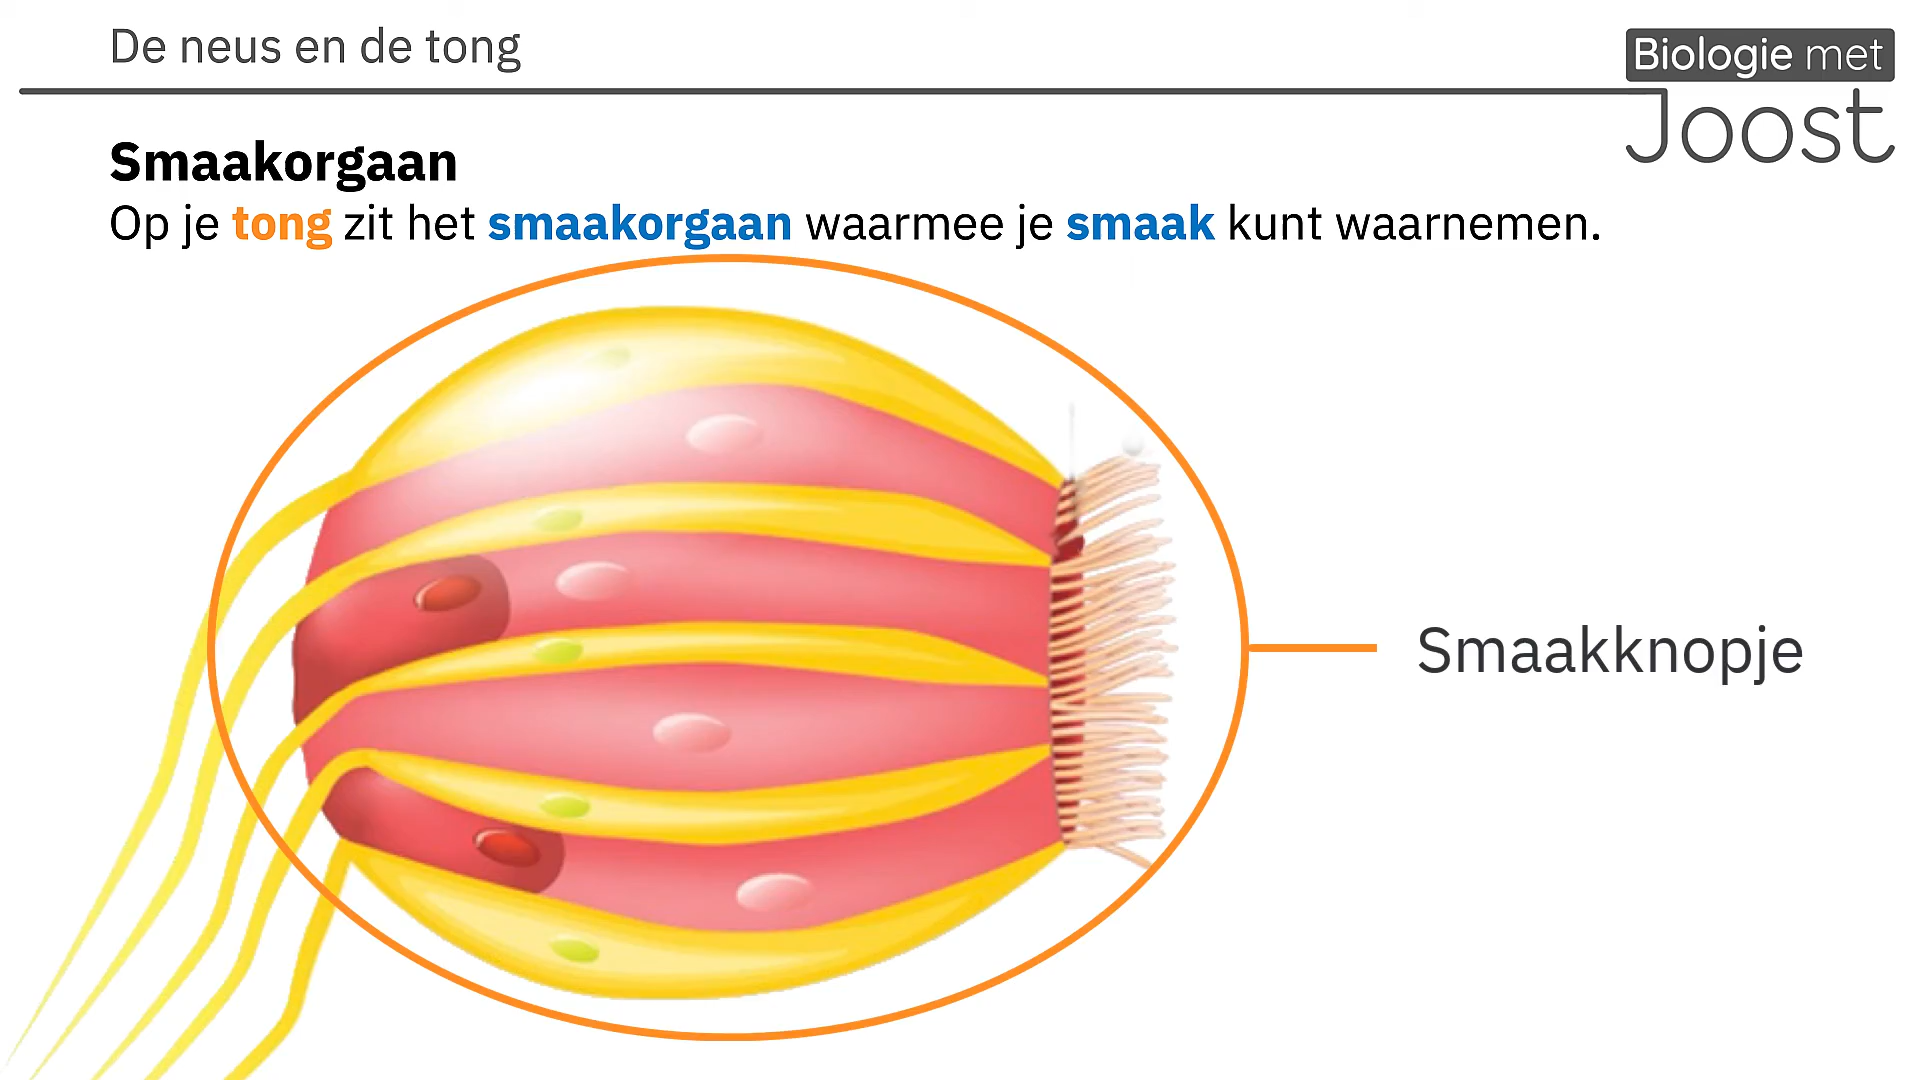 De neus en de tong
Biologie met
Joost
Smaakorgaan
Op je tong zit het smaakorgaan waarmee je smaak kunt waarnemen.
Smaakknopje